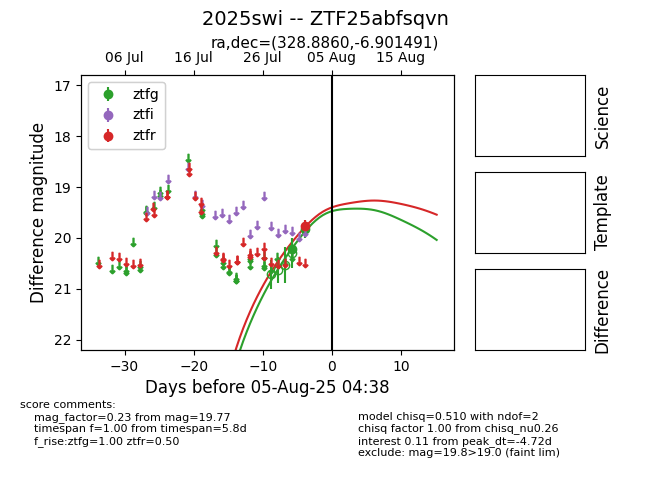 2025swi -- ZTF25abfsqvn
ra,dec=(328.8860,-6.901491)
06 Jul 16 Jul 26 Jul 05 Aug 15 Aug
ztfg
ztfi
ztfr
Difference magnitude
17
18
19
20
21
22
−30 −20 −10 0 10
Days before 05-Aug-25 04:38
Science
Template
Difference
score comments:
mag_factor=0.23 from mag=19.77
timespan f=1.00 from timespan=5.8d
f_rise:ztfg=1.00 ztfr=0.50
model chisq=0.510 with ndof=2
chisq factor 1.00 from chisq_nu0.26
interest 0.11 from peak_dt=-4.72d
exclude: mag=19.8>19.0 (faint lim)